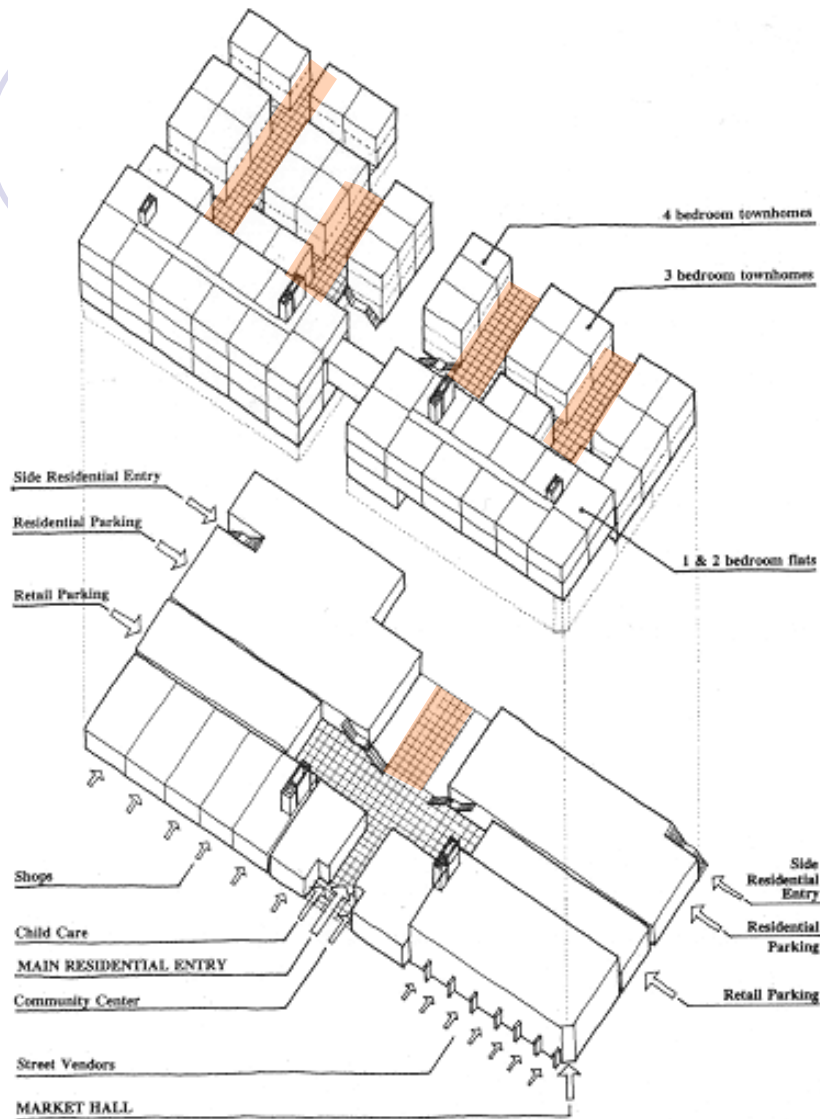 4 bedroom townhomes
3 bedroom townhomes
Side Residential Entry
Residential Parking
Retail Parking
1 & 2 bedroom flats
Shops
Child Care
MAIN RESIDENTIAL ENTRY
Community Center
Street Vendors
MARKET HALL
Side
Residential
Entry
Residential
Parking
Retail Parking